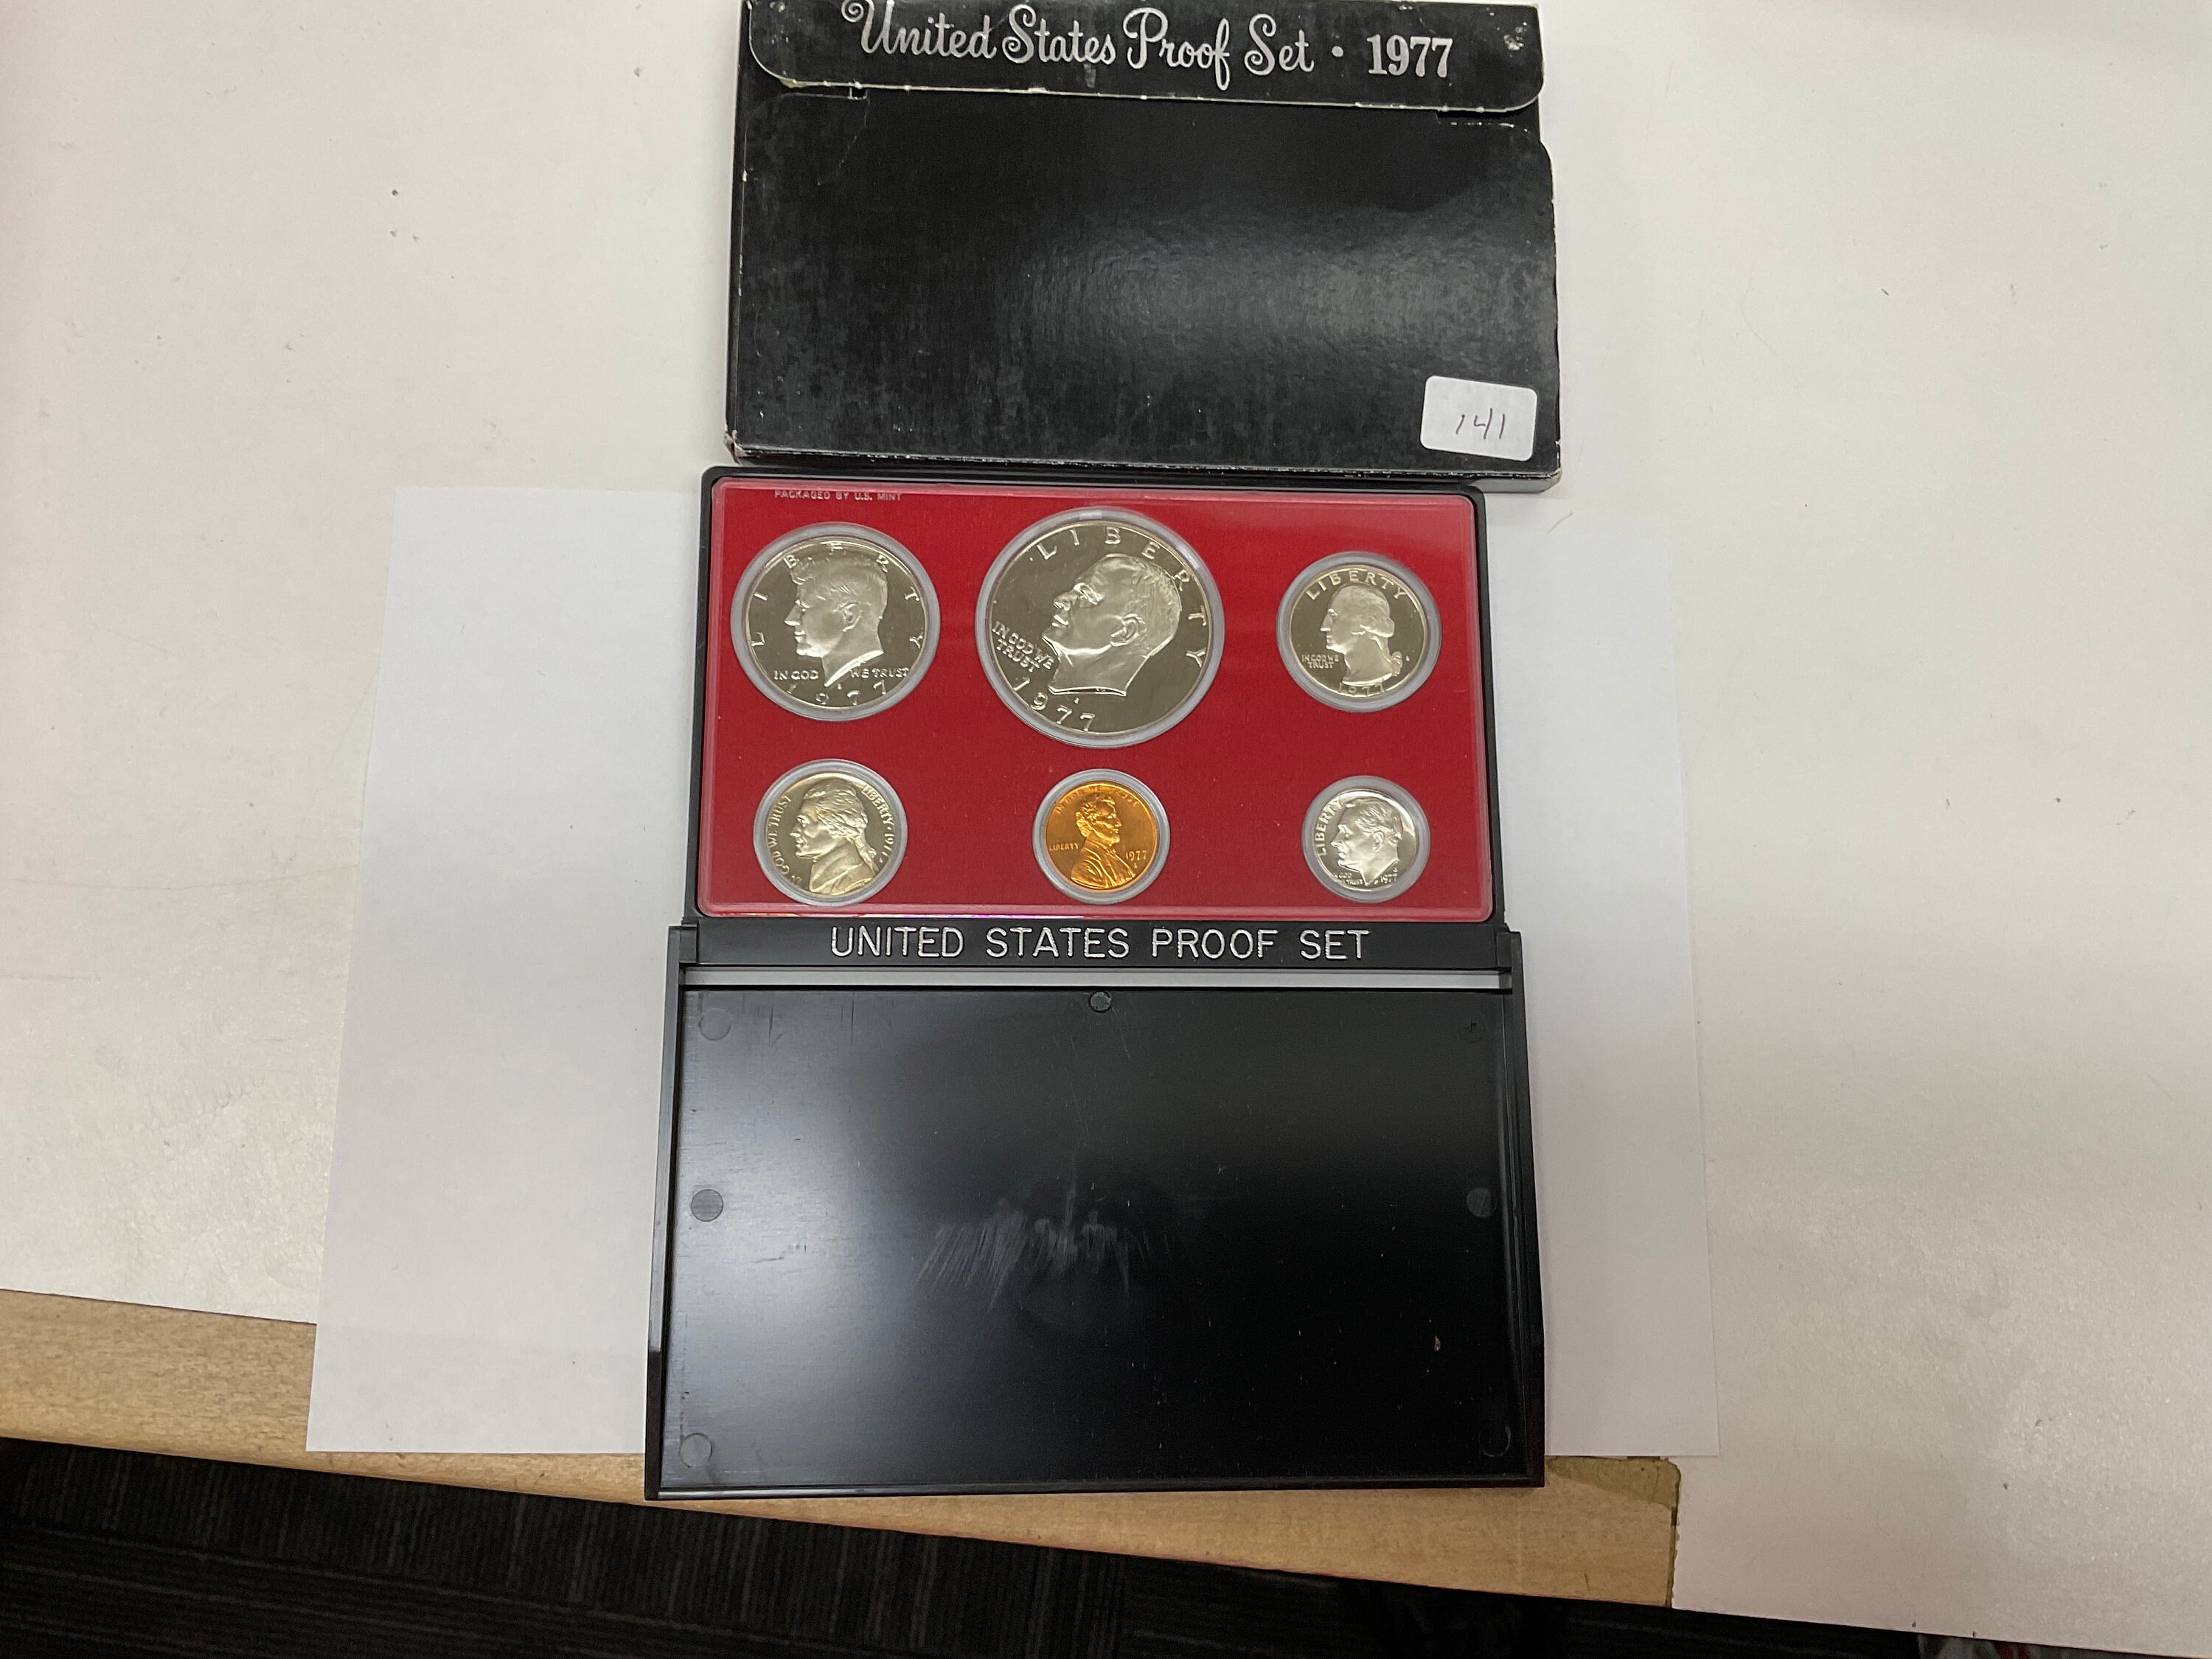 United States Proof Set • 1977
141
PACKAGED BY U.S. MINT
LIBERTY
IN GOD WE TRUST
1977
LIBERTY
IN GOD WE
TRUST
1977
LIBERTY
IN GOD WE
TRUST
1977
IN GOD WE TRUST
LIBERTY • 1977
LIBERTY
1977
LIBERTY
IN GOD
WE TRUST
1977
UNITED STATES PROOF SET